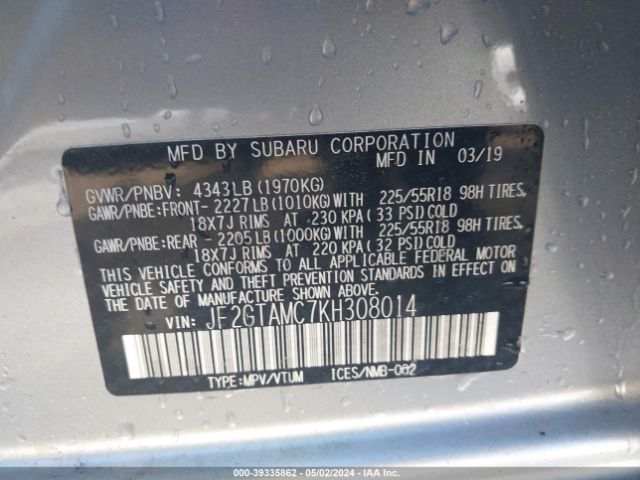 MFD BY SUBARU CORPORATION
MFD IN 03/19
GVWR/PNBV: 4343LB (1970KG)
GAWR/PNBE:FRONT- 2227LB (1010KG) WITH 225/55R18 98H TIRES,
18X7J RIMS AT 230 KPA ( 33 PSI) COLD
GAWR/PNBE:REAR - 2205LB (1000KG) WITH 225/55R18 98H TIRES,
18X7J RIMS AT 220 KPA ( 32 PSI) COLD
THIS VEHICLE CONFORMS TO ALL APPLICABLE FEDERAL MOTOR
VEHICLE SAFETY, BUMPER, AND THEFT PREVENTION STANDARDS IN EFFECT ON
THE DATE OF MANUFACTURE SHOWN ABOVE.
VIN: JF2GTAMC7KH308014
TYPE:MPV/VTUM ICES/NMB-002
000-39335862 - 05/02/2024 - IAA Inc.